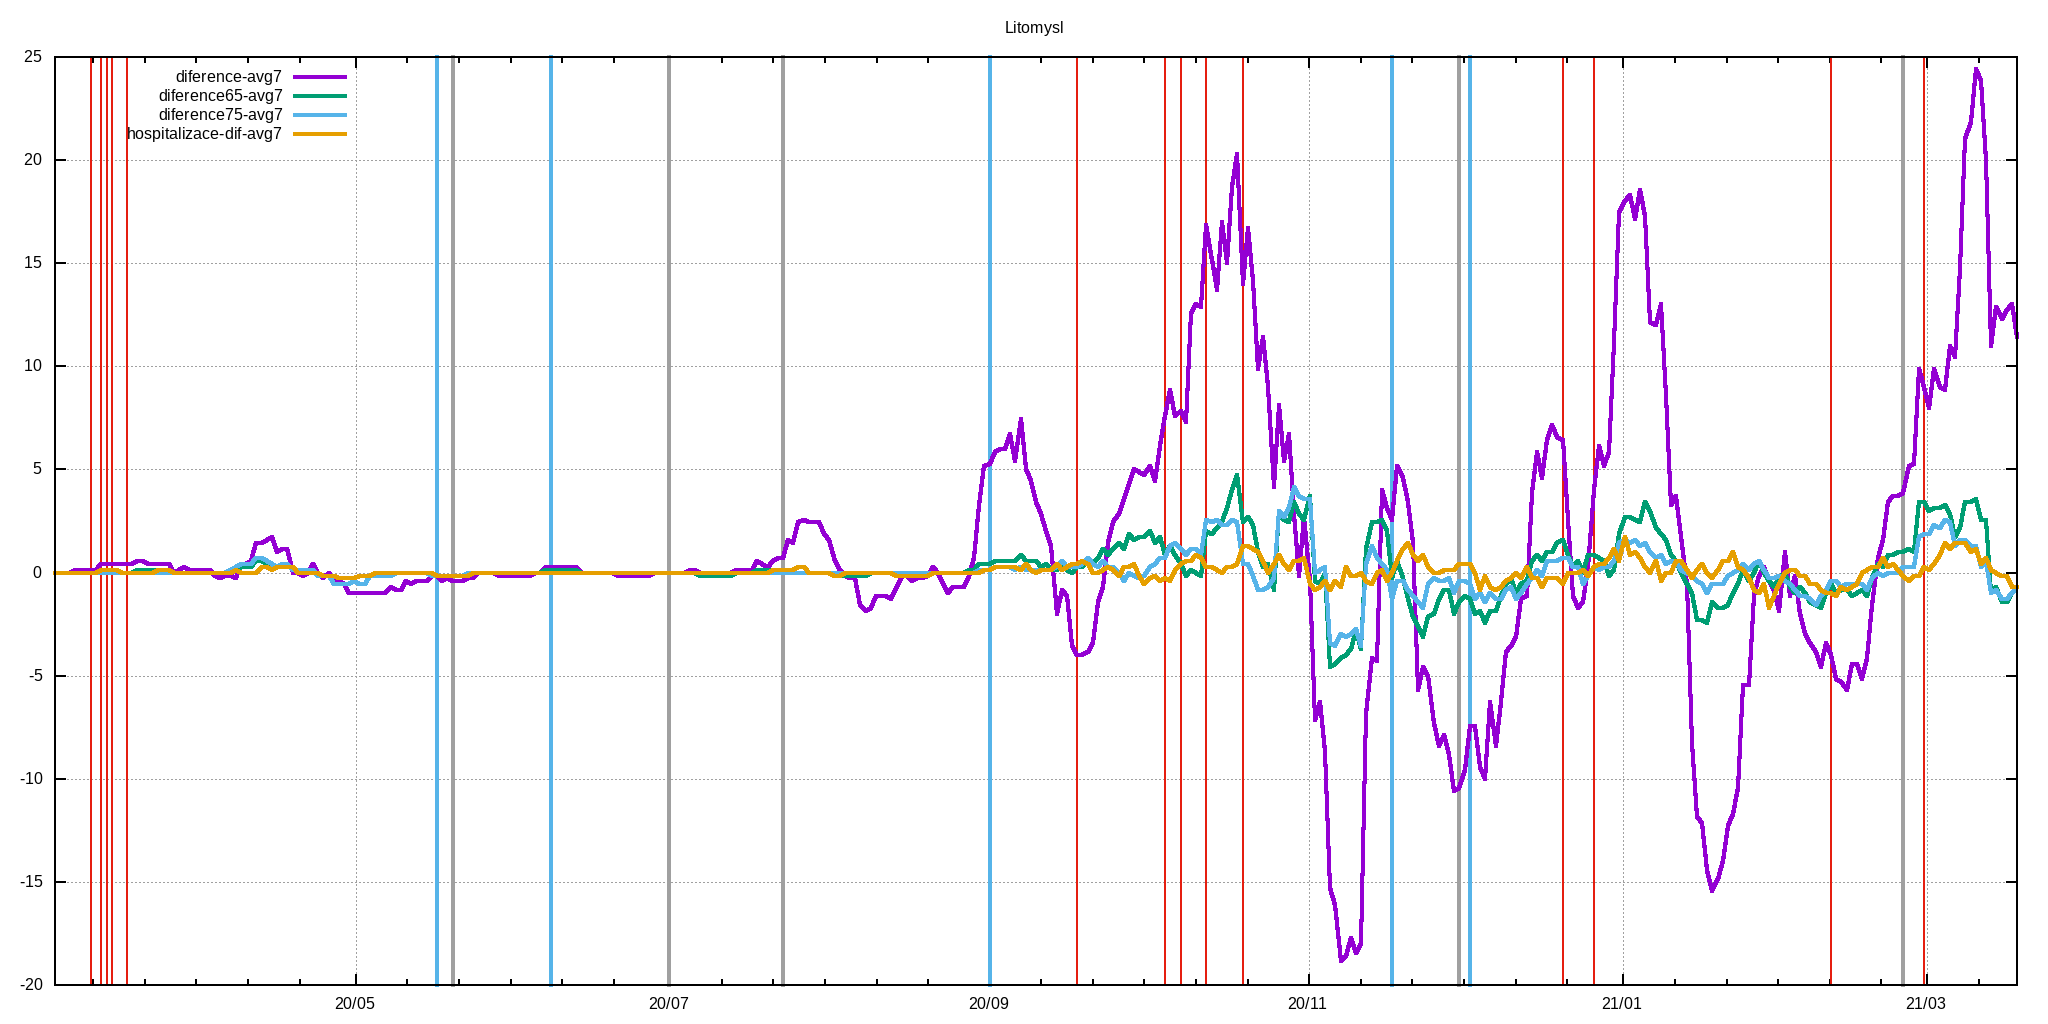 Litomysl
25
diference-avg7
diference65-avg7
diference75-avg7
hospitalizace-dif-avg7
20
15
10
5
0
-5
-10
-15
-20
20/05 20/07 20/09 20/11 21/01 21/03